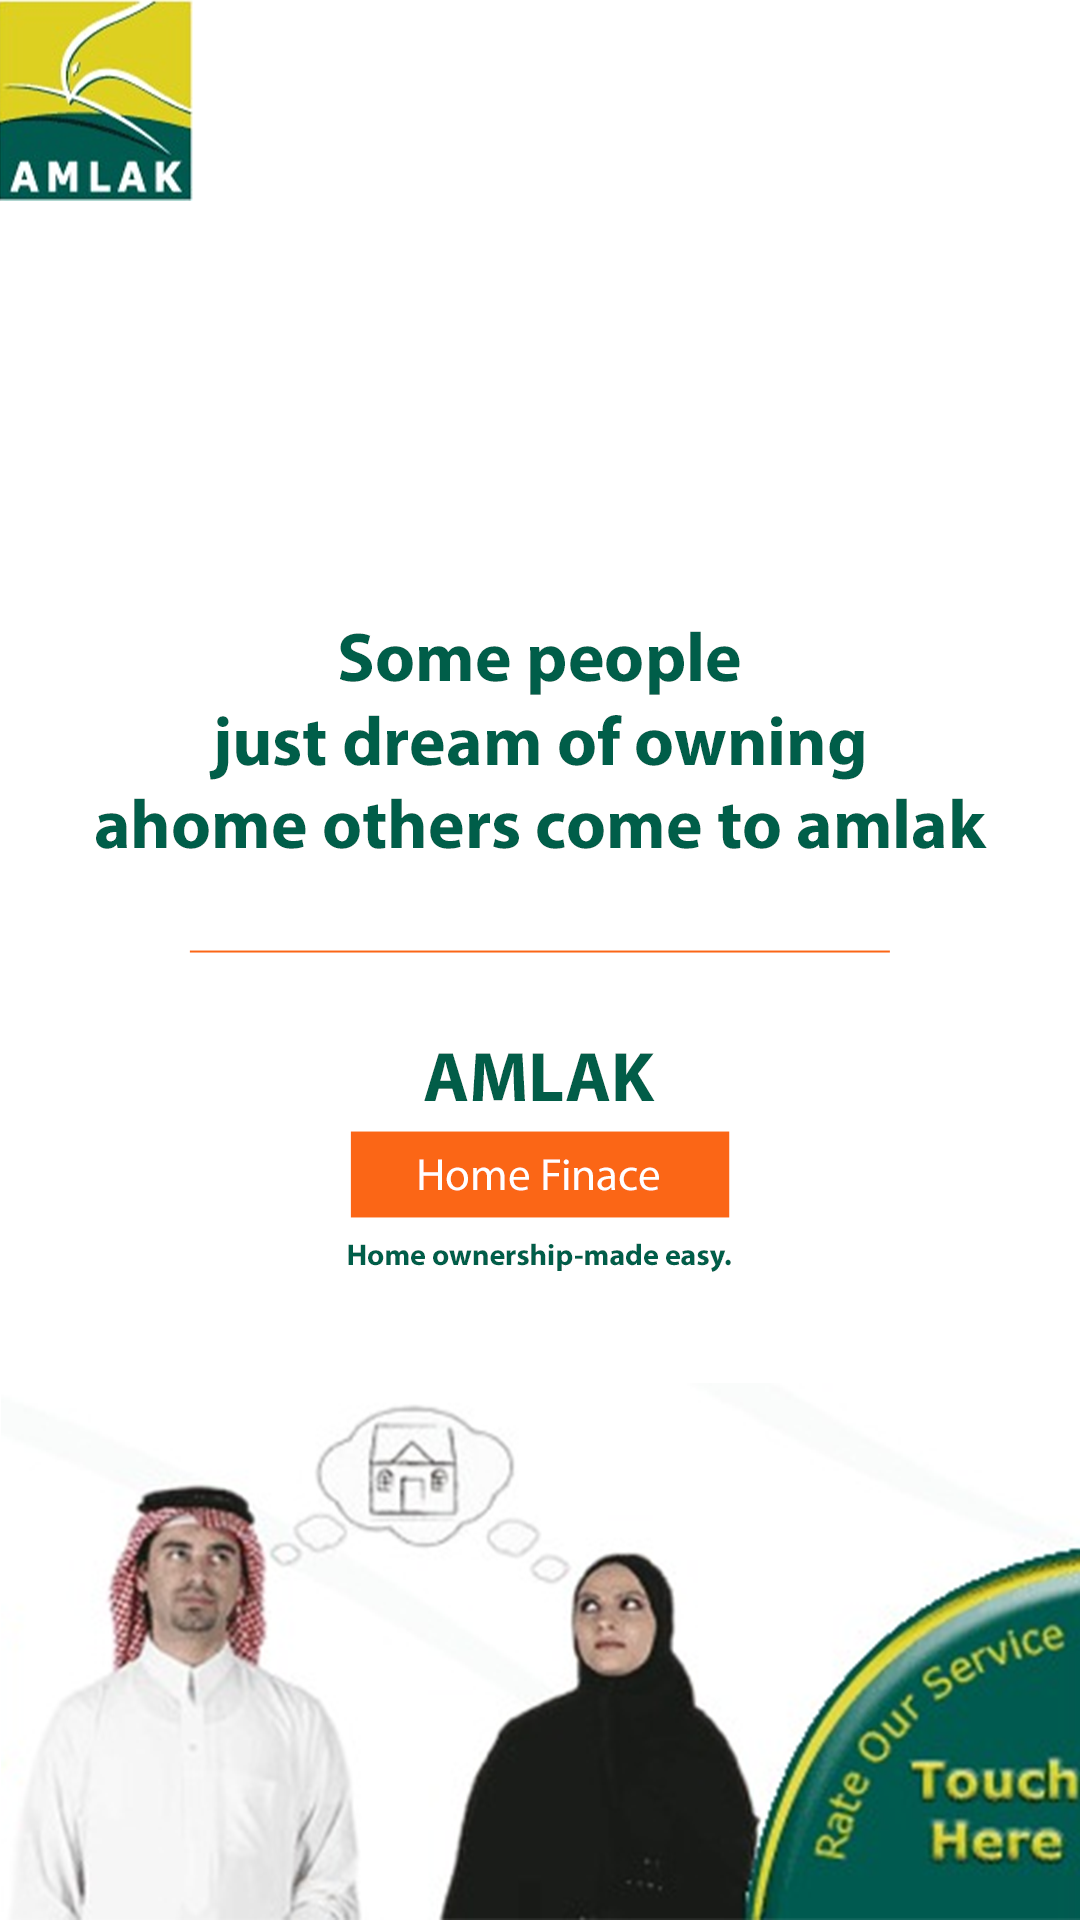 AMLAK
Some people
just dream of owning
ahome others come to amlak
AMLAK
Home Finace
Home ownership-made easy.
Rate Our Service
Touch
Here